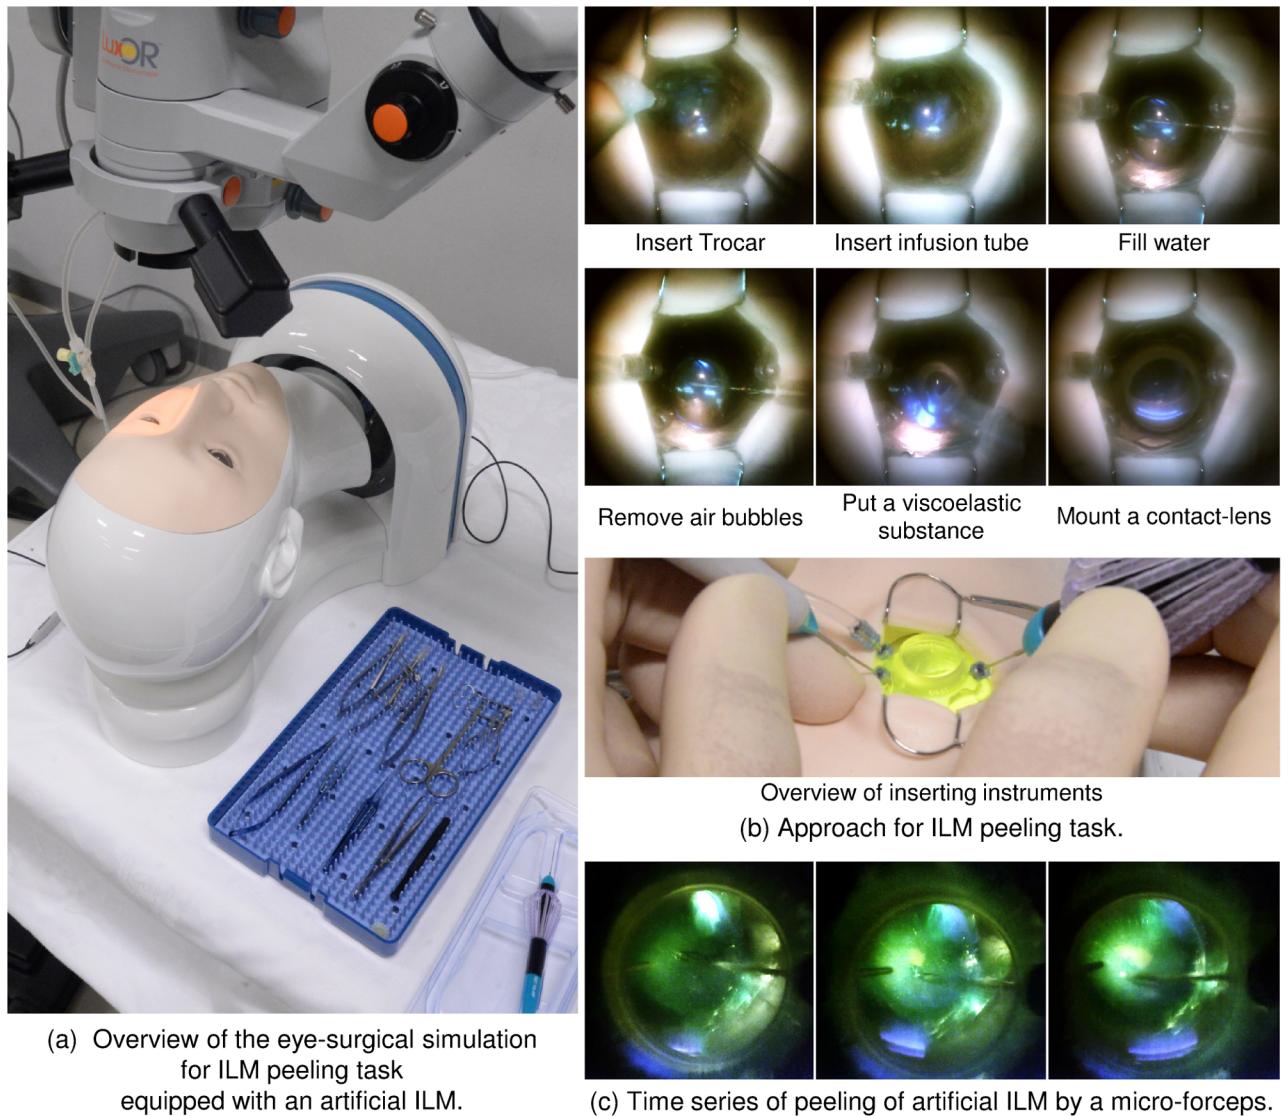 LuxOR
(a) Overview of the eye-surgical simulation
for ILM peeling task
equipped with an artificial ILM.
Insert Trocar
Insert infusion tube
Fill water
Remove air bubbles
Put a viscoelastic
substance
Mount a contact-lens
Overview of inserting instruments
(b) Approach for ILM peeling task.
(c) Time series of peeling of artificial ILM by a micro-forceps.